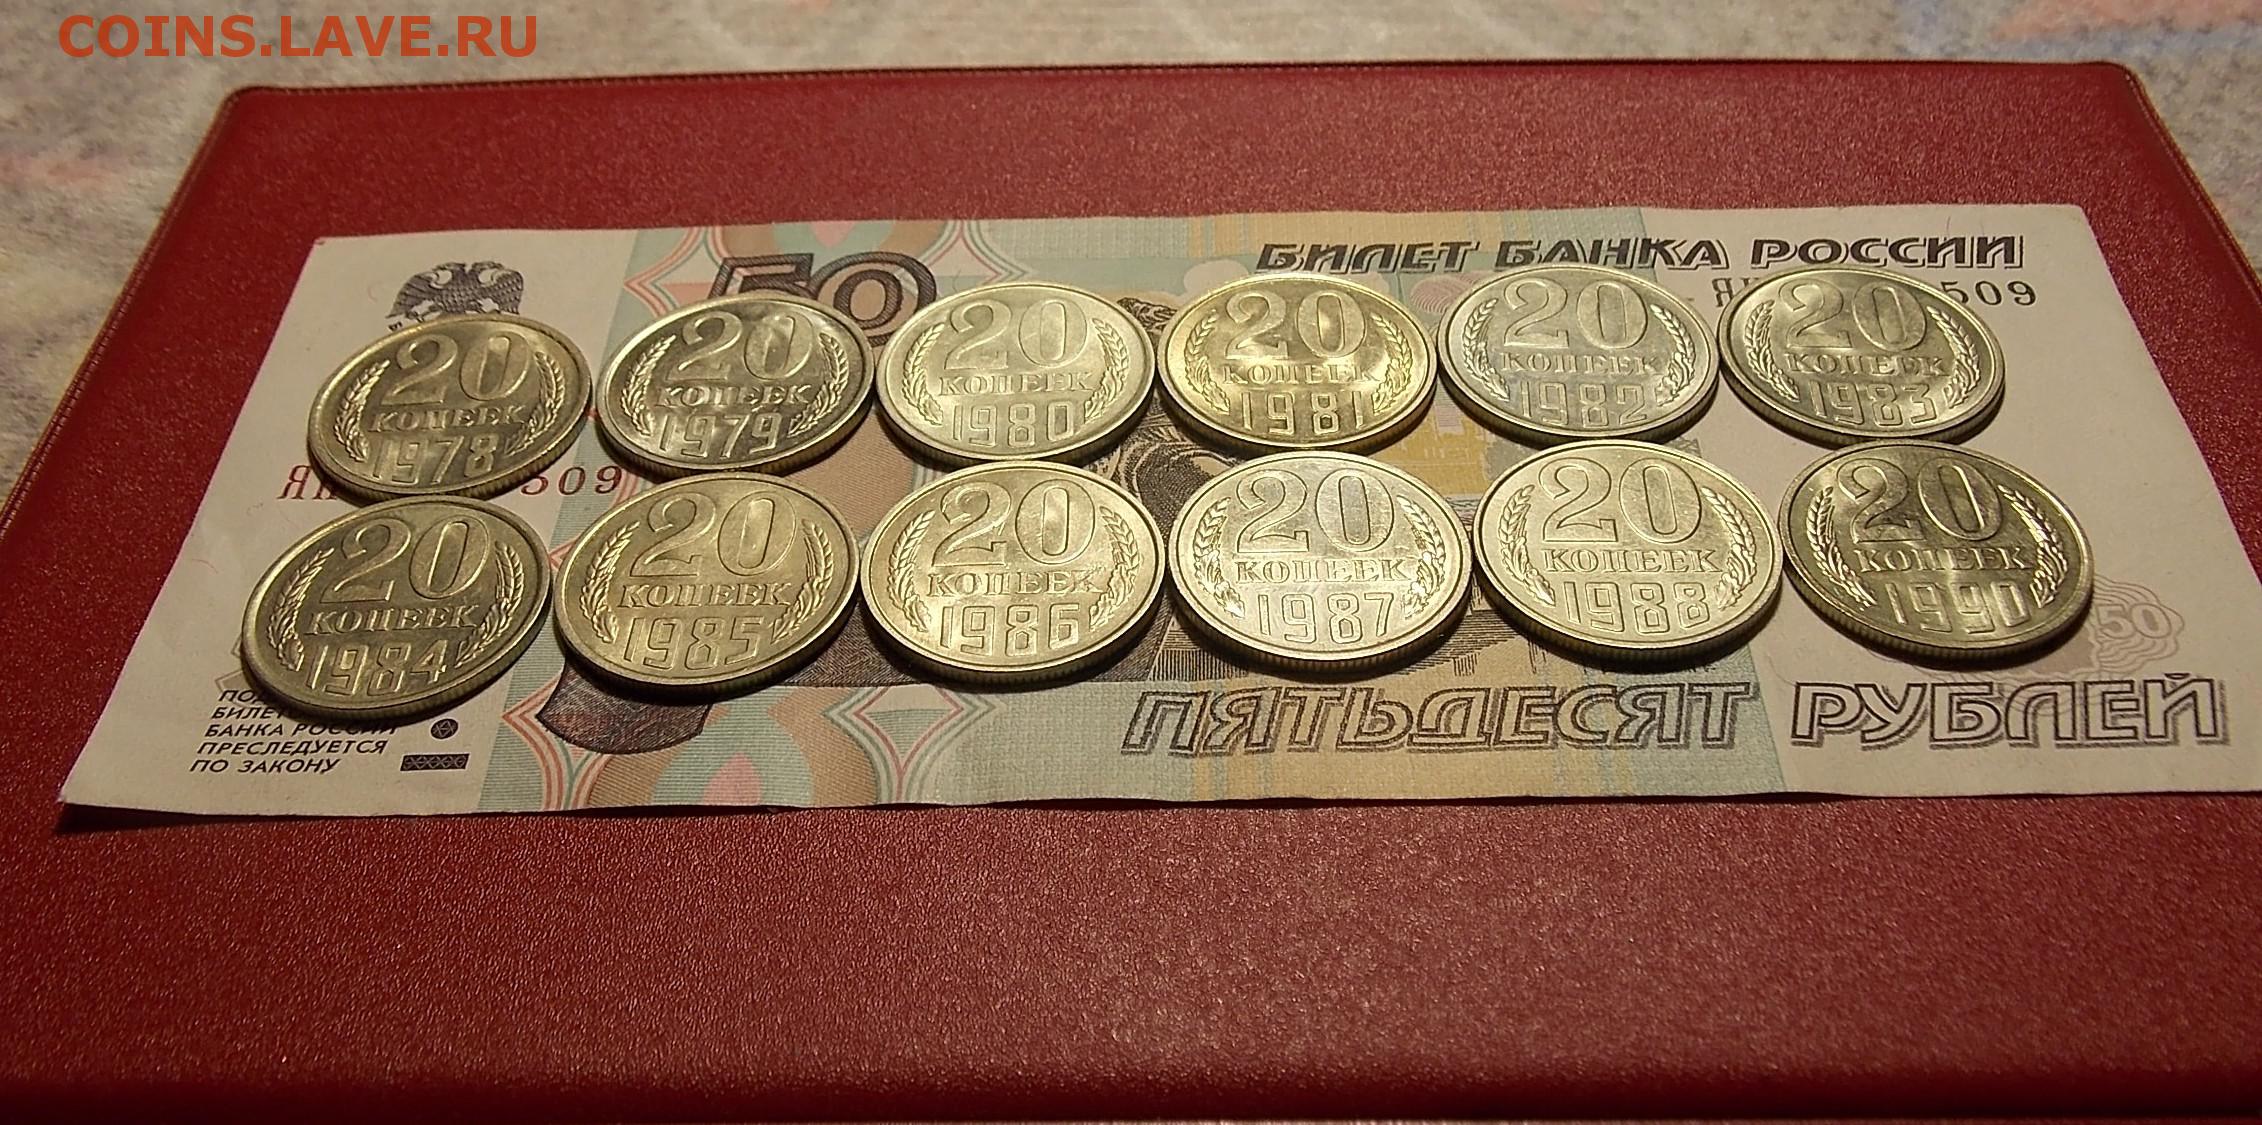 COINS.LAVE.RU
50
БИЛЕТ БАНКА РОССИИ
509
20 КОПЕЕК 1978
20 КОПЕЕК 1979
20 КОПЕЕК 1980
20 КОПЕЕК 1981
20 КОПЕЕК 1982
20 КОПЕЕК 1983
509
20 КОПЕЕК 1984
20 КОПЕЕК 1985
20 КОПЕЕК 1986
20 КОПЕЕК 1987
20 КОПЕЕК 1988
20 КОПЕЕК 1990
50
БАНКА РОССИИ
ПРЕСЛЕДУЕТСЯ
ПО ЗАКОНУ
ПЯТЬДЕСЯТ РУБЛЕЙ